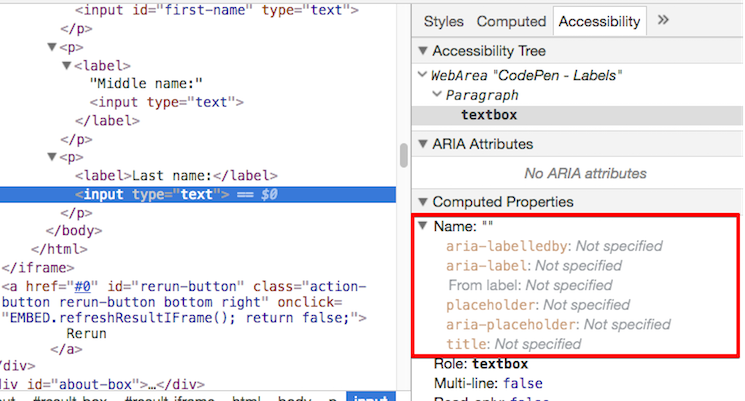 <input id="first-name" type="text">
</p>
▼<p>
▼<label>
"Middle name:"
<input type="text">
</label>
</p>
▼<p>
<label>Last name:</label>
<input type="text"> == $0
</p>
</body>
</html>
</iframe>
<a href="#0" id="rerun-button" class="action-
button rerun-button bottom right" onclick=
"EMBED.refreshResultIFrame(); return false;">
Rerun
</a>
/div>
div id="about-box">…</div>
#result-box #result-iframe html body p input
Styles Computed Accessibility »
▼ Accessibility Tree
WebArea "CodePen - Labels"
Paragraph
textbox
▼ ARIA Attributes
No ARIA attributes
▼ Computed Properties
▼ Name: ""
aria-labelledby: Not specified
aria-label: Not specified
From label: Not specified
placeholder: Not specified
aria-placeholder: Not specified
title: Not specified
Role: textbox
Multi-line: false
Read-only: false